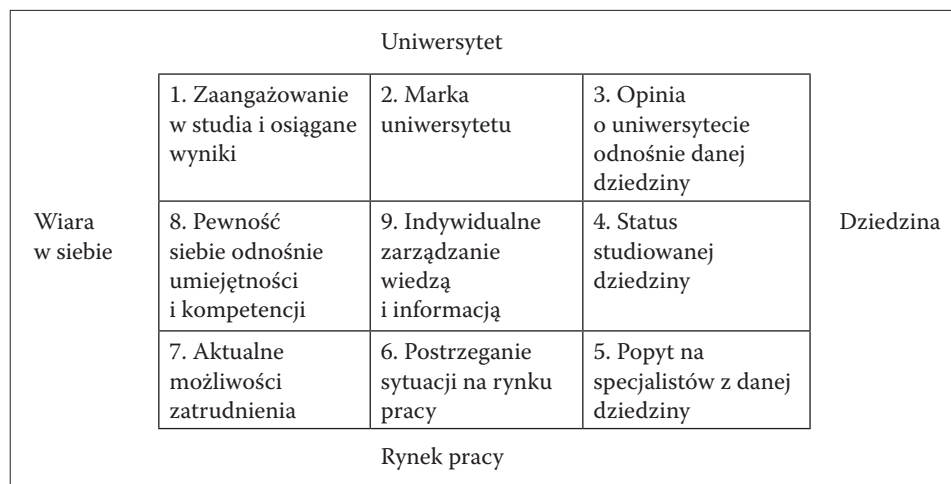 Uniwersytet
1. Zaangażowanie
w studia i osiągane
wyniki
2. Marka
uniwersytetu
3. Opinia
o uniwersytecie
odnośnie danej
dziedziny
Wiara
w siebie
8. Pewność
siebie odnośnie
umiejętności
i kompetencji
9. Indywidualne
zarządzanie
wiedzą
i informacją
4. Status
studiowanej
dziedziny
Dziedzina
7. Aktualne
możliwości
zatrudnienia
6. Postrzeganie
sytuacji na rynku
pracy
5. Popyt na
specjalistów z danej
dziedziny
Rynek pracy